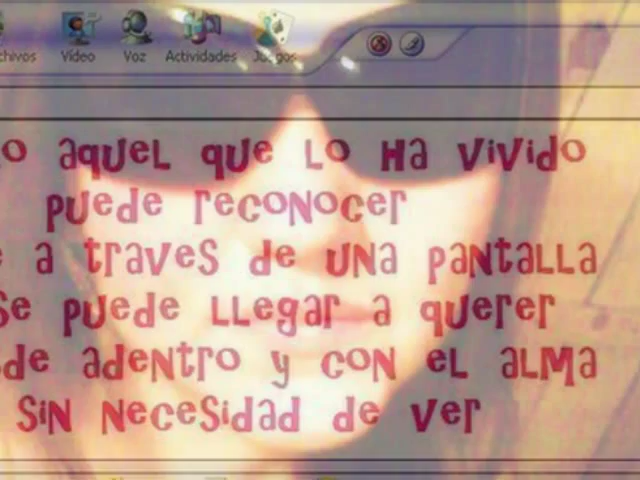 chivos Video Voz Actividades Juegos
o aquel que lo ha vivido
puede reconocer
e a traves de una pantalla
se puede llegar a querer
de adentro y con el alma
sin necesidad de ver